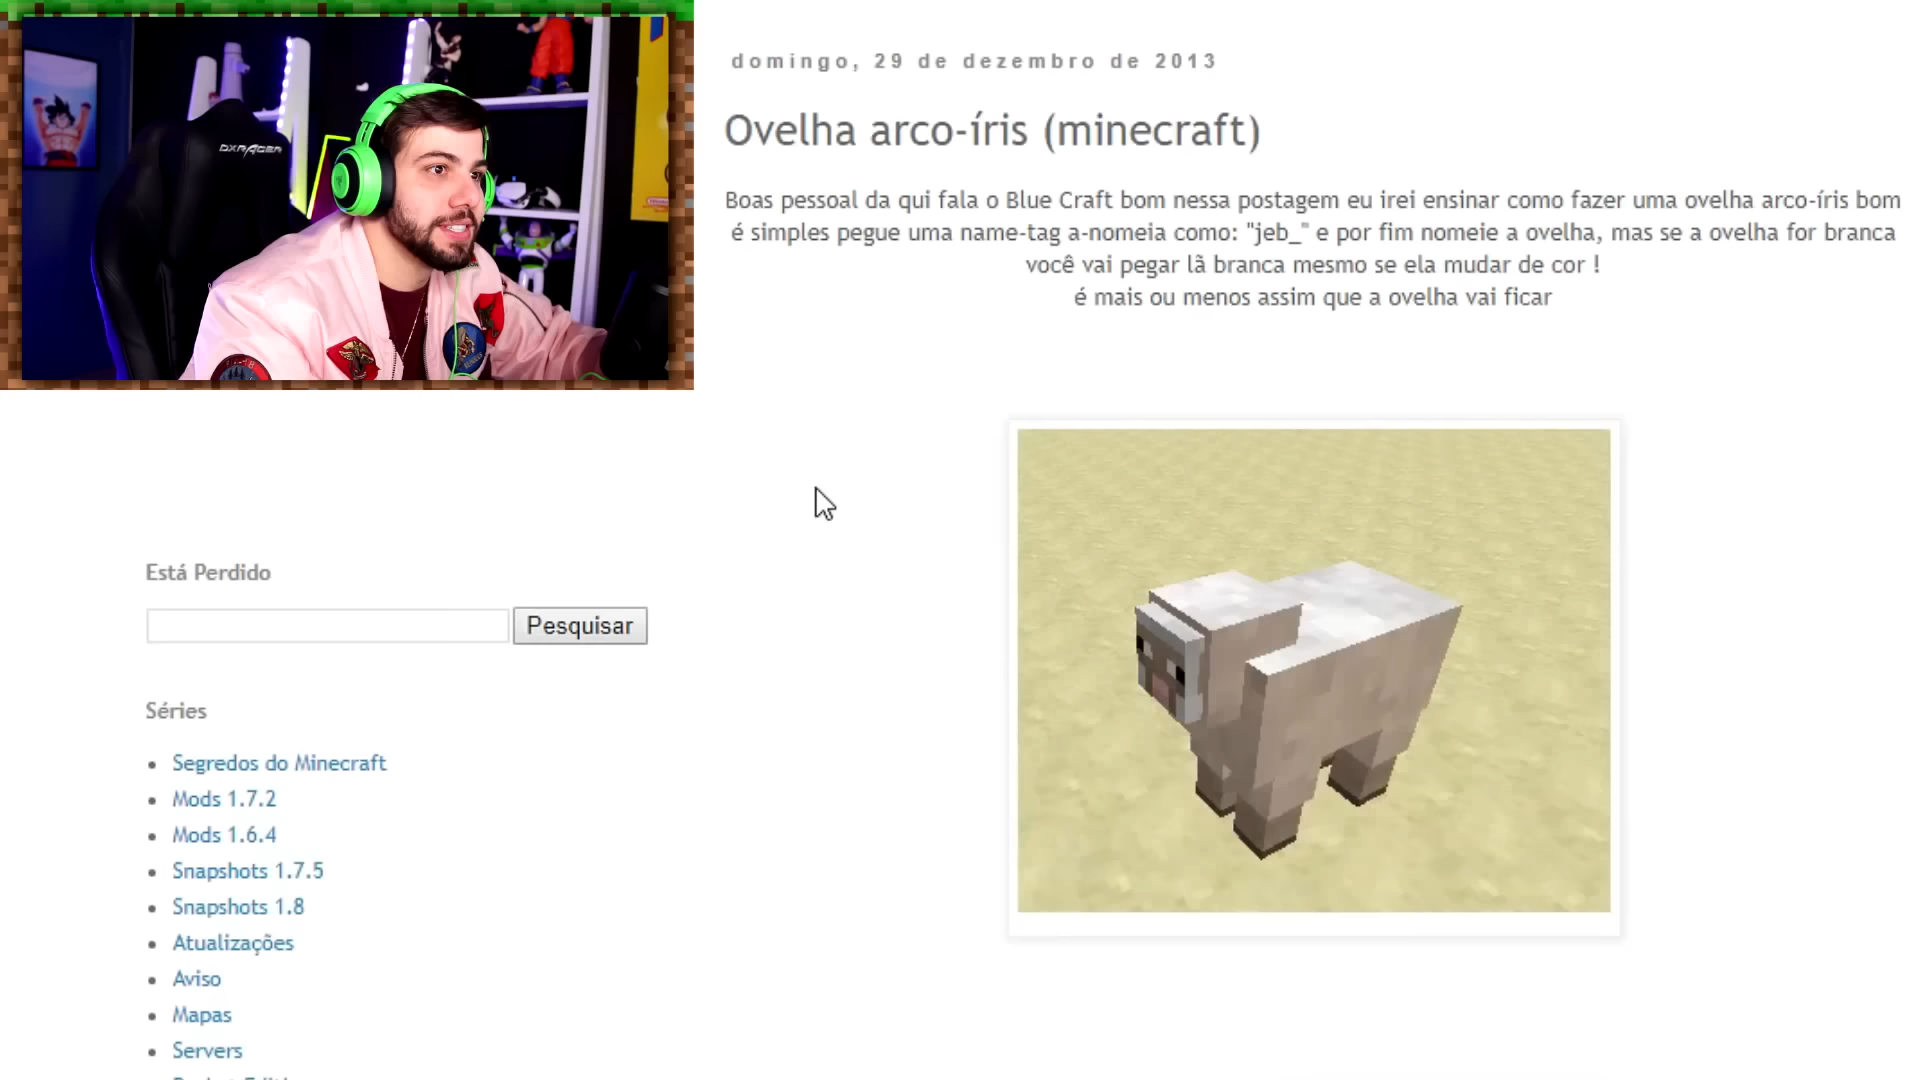 DXRACER
domingo, 29 de dezembro de 2013
Ovelha arco-íris (minecraft)
Boas pessoal da qui fala o Blue Craft bom nessa postagem eu irei ensinar como fazer uma ovelha arco-íris bom
é simples pegue uma name-tag a-nomeia como: "jeb_" e por fim nomeie a ovelha, mas se a ovelha for branca
você vai pegar lã branca mesmo se ela mudar de cor !
é mais ou menos assim que a ovelha vai ficar
Está Perdido
Pesquisar
Séries
Segredos do Minecraft
Mods 1.7.2
Mods 1.6.4
Snapshots 1.7.5
Snapshots 1.8
Atualizações
Aviso
Mapas
Servers